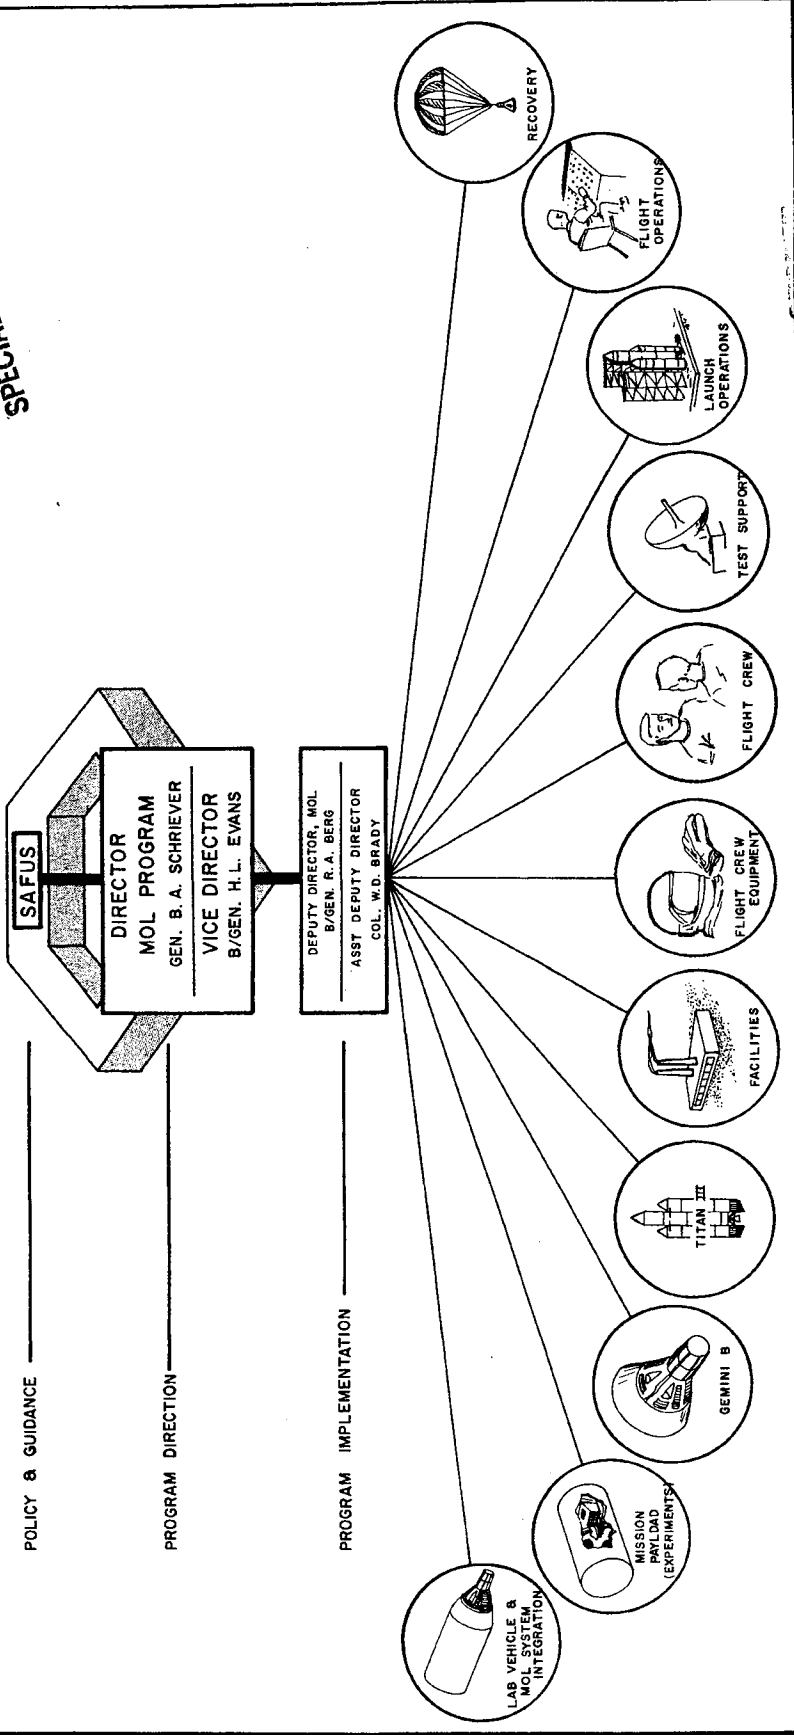 SPECIAL
POLICY & GUIDANCE
SAFUS
PROGRAM DIRECTION
DIRECTOR
MOL PROGRAM
GEN. B. A. SCHRIEVER
VICE DIRECTOR
B/GEN. H. L. EVANS
PROGRAM IMPLEMENTATION
DEPUTY DIRECTOR, MOL
B/GEN. R. A. BERG
ASST DEPUTY DIRECTOR
COL. W. D. BRADY
LAB VEHICLE &
MOL SYSTEM
INTEGRATION
MISSION
PAYLOAD
(EXPERIMENTS)
GEMINI B
TITAN III
FACILITIES
FLIGHT CREW
EQUIPMENT
FLIGHT CREW
TEST SUPPORT
LAUNCH
OPERATIONS
FLIGHT
OPERATIONS
RECOVERY